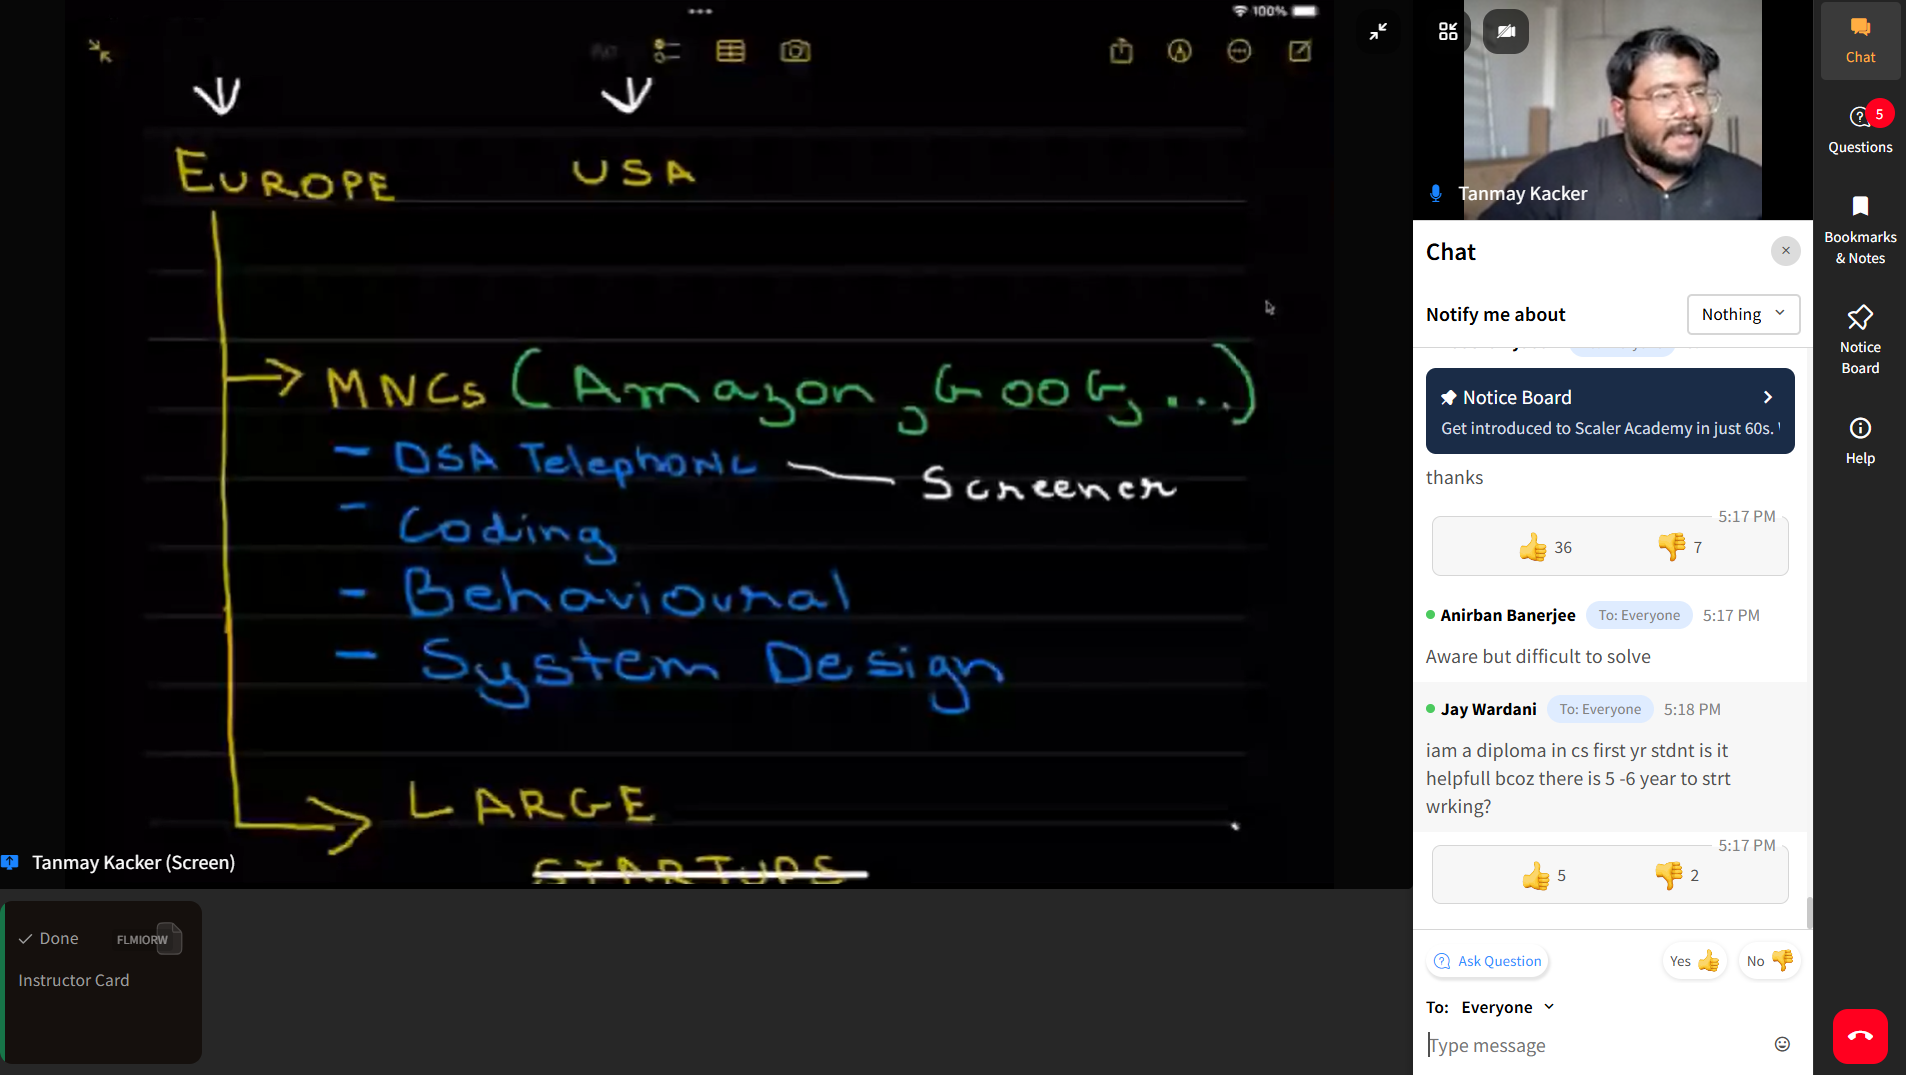 100%
EUROPE
USA
MNCs (Amazon, GOOG, ...)
- DSA Telephonic — Screener
- Coding
- Behavioural
- System Design
LARGE
STARTUPS
Tanmay Kacker (Screen)
Done
FLMIORW
Instructor Card
Tanmay Kacker
Chat
Notify me about
Nothing
Notice Board
Get introduced to Scaler Academy in just 60s.
thanks
5:17 PM
36
7
Anirban Banerjee To: Everyone 5:17 PM
Aware but difficult to solve
Jay Wardani To: Everyone 5:18 PM
iam a diploma in cs first yr stdnt is it
helpfull bcoz there is 5 -6 year to strt
wrking?
5:17 PM
5
2
Ask Question
Yes
No
To: Everyone
Type message
Chat
5
Questions
Bookmarks
& Notes
Notice
Board
Help